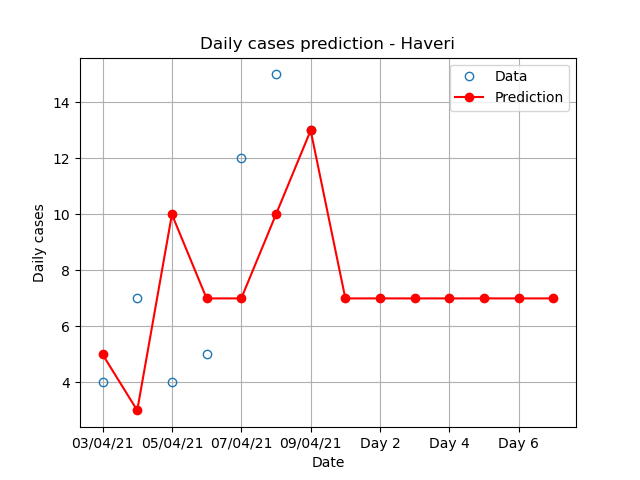 Daily cases prediction - Haveri
Data
Prediction
Daily cases
14
12
10
8
6
4
03/04/21 05/04/21 07/04/21 09/04/21 Day 2 Day 4 Day 6
Date